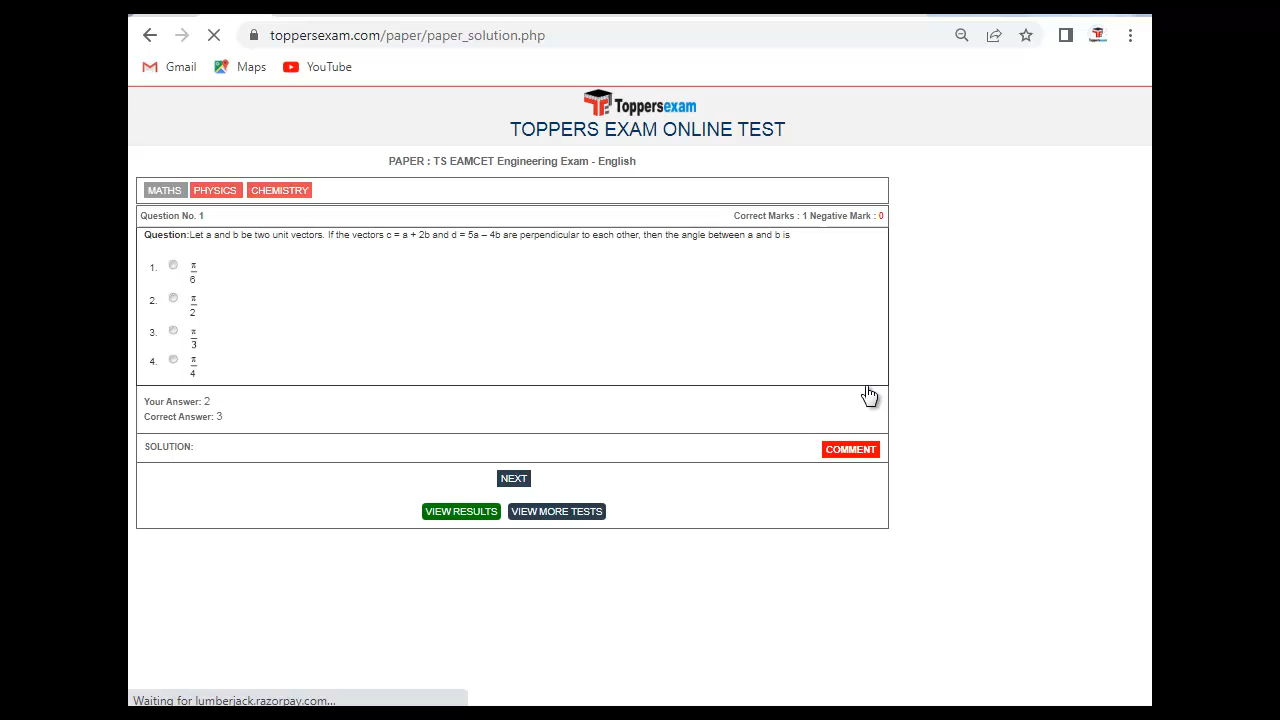 toppersexam.com/paper/paper_solution.php
Gmail Maps YouTube
Toppersexam
TOPPERS EXAM ONLINE TEST
PAPER : TS EAMCET Engineering Exam - English
MATHS PHYSICS CHEMISTRY
Question No. 1 Correct Marks : 1 Negative Mark : 0
Question:Let a and b be two unit vectors. If the vectors c = a + 2b and d = 5a – 4b are perpendicular to each other, then the angle between a and b is
1. π/6
2. π/2
3. π/3
4. π/4
Your Answer: 2
Correct Answer: 3
SOLUTION: COMMENT
NEXT
VIEW RESULTS VIEW MORE TESTS
Waiting for lumberjack.razorpay.com...